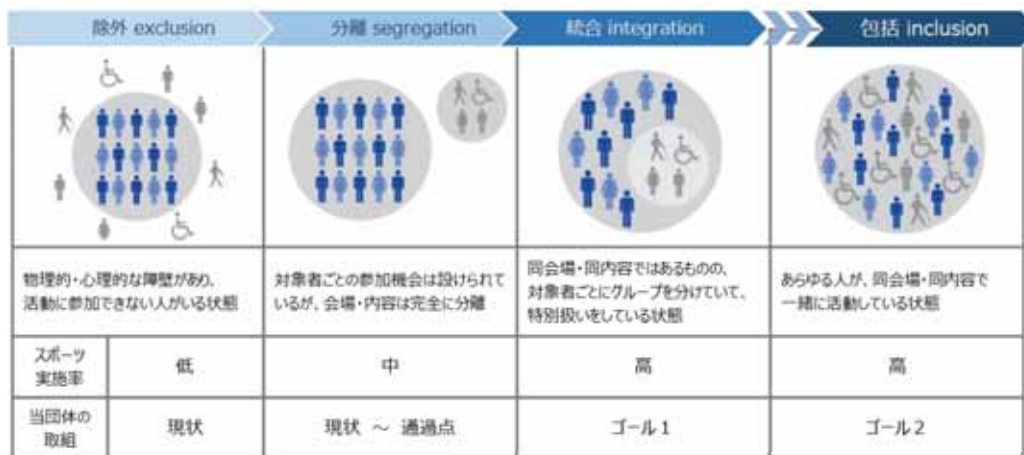 除外 exclusion
分離 segregation
統合 integration
包括 inclusion
物理的・心理的な障壁があり、
活動に参加できない人がいる状態
対象者ごとの参加機会は設けられて
いるが、会場・内容は完全に分離
同会場・同内容ではあるものの、
対象者ごとにグループを分けていて、
特別扱いをしている状態
あらゆる人が、同会場・同内容で
一緒に活動している状態
スポーツ
実施率
低
中
高
高
当団体の
取組
現状
現状 ～ 通過点
ゴール1
ゴール2